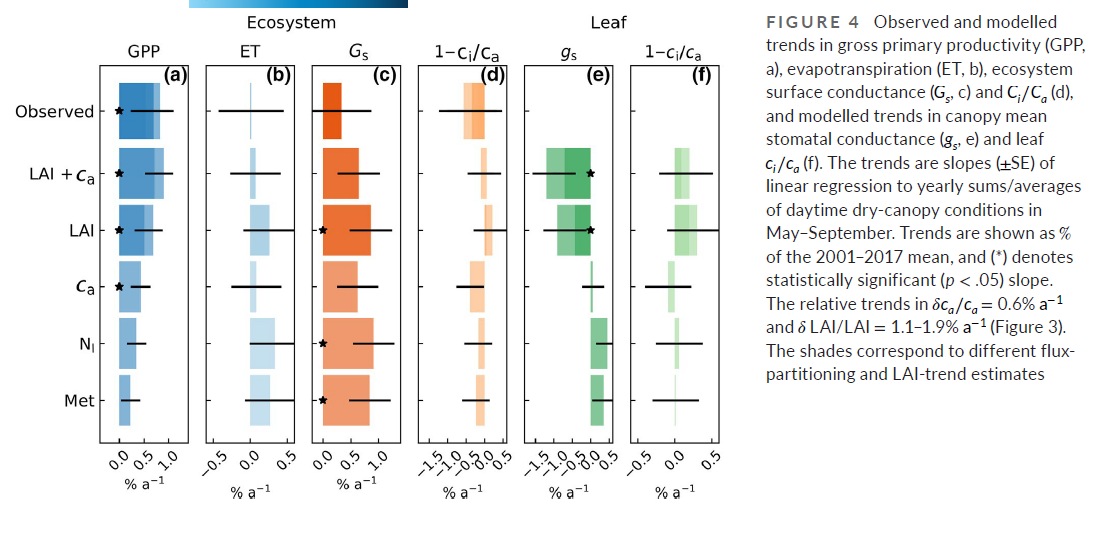 Ecosystem Leaf
GPP ET Gs 1−ci/ca gs 1−ci/ca
(a) (b) (c) (d) (e) (f)
Observed
LAI + ca
LAI
ca
Nl
Met
0.0 0.5 1.0 −0.5 0.0 0.5 0.0 0.5 1.0 −1.5 −1.0 −0.5 0.0 0.5 −1.5 −1.0 −0.5 0.0 0.5 0.0 0.5
% a−1 % a−1 % a−1 % a−1 % a−1 % a−1
FIGURE 4 Observed and modelled
trends in gross primary productivity (GPP,
a), evapotranspiration (ET, b), ecosystem
surface conductance (Gs, c) and Ci/Ca (d),
and modelled trends in canopy mean
stomatal conductance (gs, e) and leaf
ci/ca (f). The trends are slopes (±SE) of
linear regression to yearly sums/averages
of daytime dry-canopy conditions in
May–September. Trends are shown as %
of the 2001–2017 mean, and (*) denotes
statistically significant (p < .05) slope.
The relative trends in δca/ca = 0.6% a−1
and δ LAI/LAI = 1.1–1.9% a−1 (Figure 3).
The shades correspond to different flux-
partitioning and LAI-trend estimates